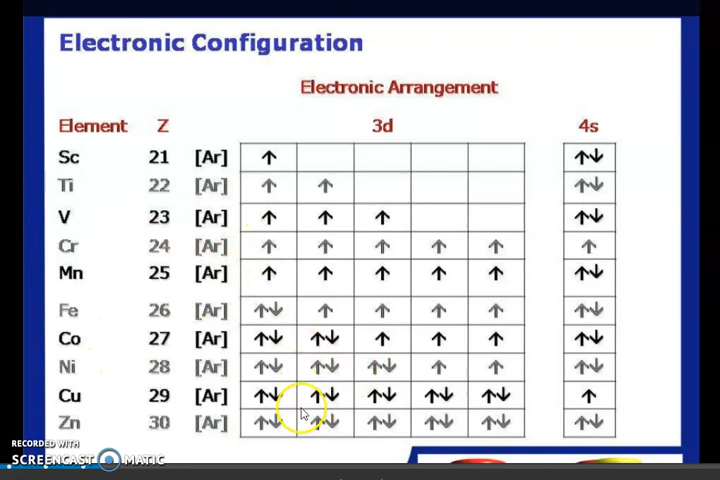 Electronic Configuration
Electronic Arrangement
Element Z 3d 4s
Sc 21 [Ar] ↑ ↑↓
Ti 22 [Ar] ↑ ↑ ↑↓
V 23 [Ar] ↑ ↑ ↑ ↑↓
Cr 24 [Ar] ↑ ↑ ↑ ↑ ↑ ↑
Mn 25 [Ar] ↑ ↑ ↑ ↑ ↑ ↑↓
Fe 26 [Ar] ↑↓ ↑ ↑ ↑ ↑ ↑↓
Co 27 [Ar] ↑↓ ↑↓ ↑ ↑ ↑ ↑↓
Ni 28 [Ar] ↑↓ ↑↓ ↑↓ ↑ ↑ ↑↓
Cu 29 [Ar] ↑↓ ↑↓ ↑↓ ↑↓ ↑↓ ↑
Zn 30 [Ar] ↑↓ ↑↓ ↑↓ ↑↓ ↑↓ ↑↓
RECORDED WITH
SCREENCAST MATIC